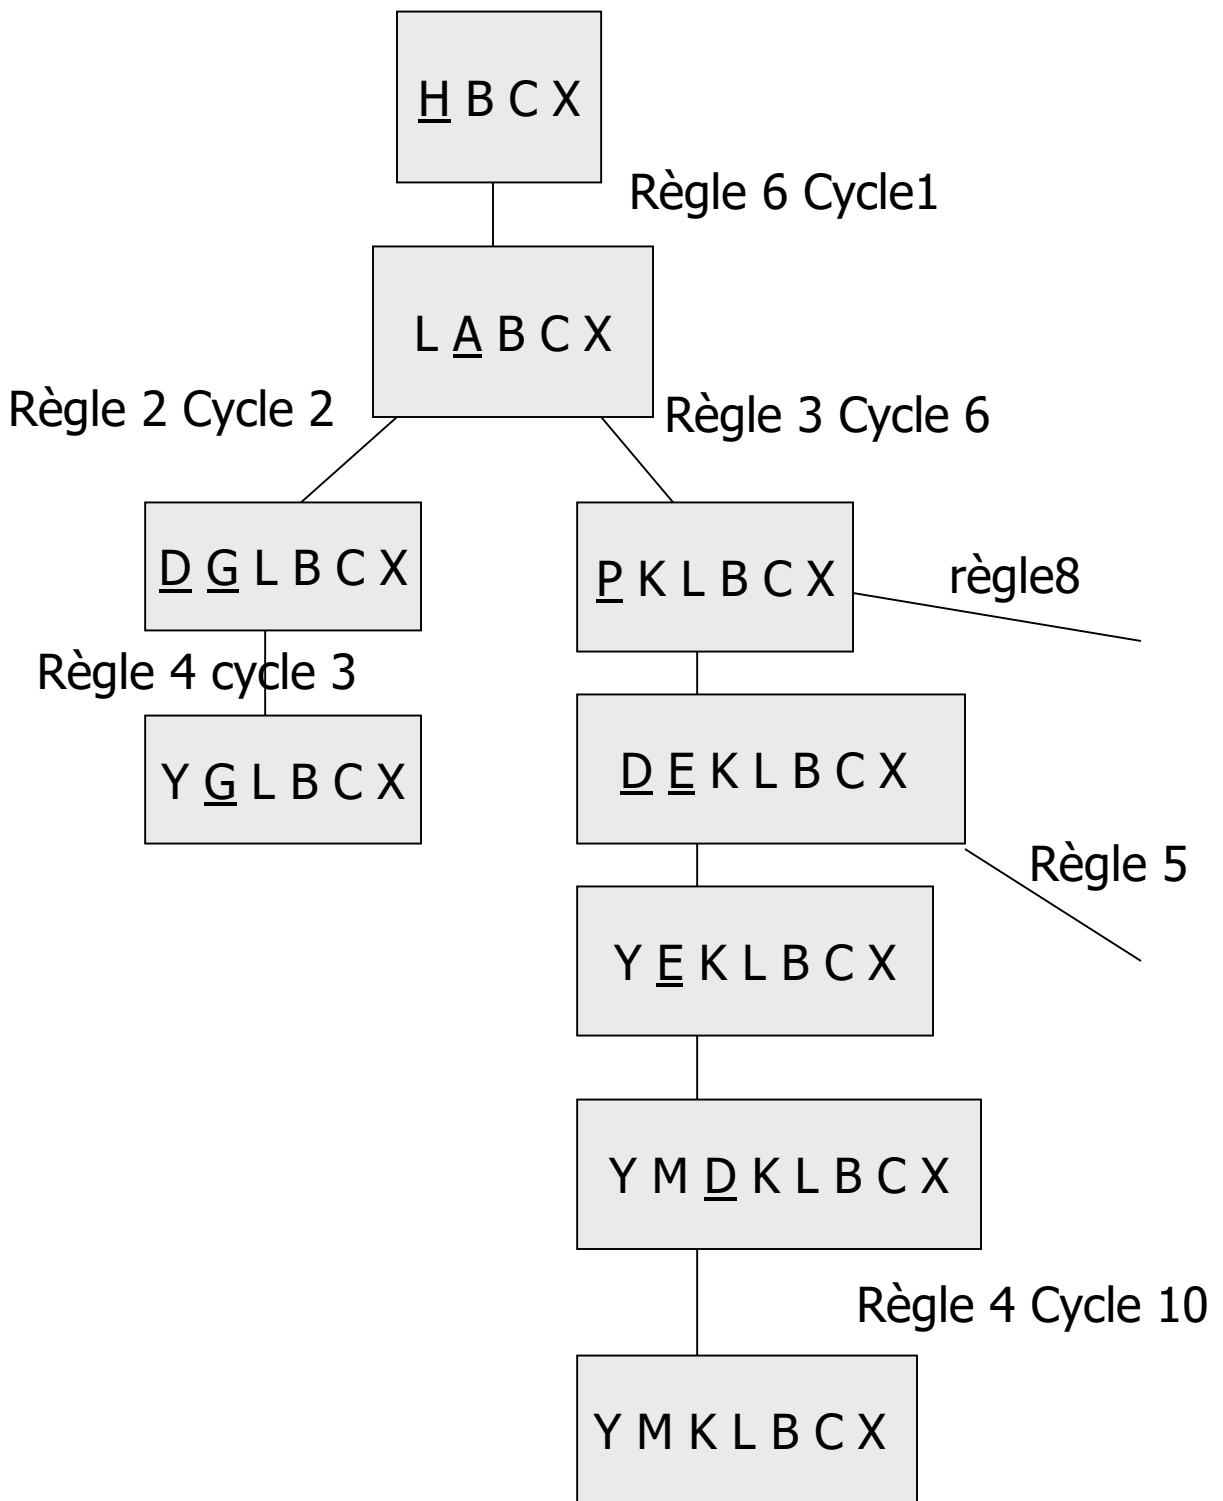 H B C X
Règle 6 Cycle1
L A B C X
Règle 2 Cycle 2
Règle 3 Cycle 6
D G L B C X
P K L B C X
règle8
Règle 4 cycle 3
Y G L B C X
D E K L B C X
Règle 5
Y E K L B C X
Y M D K L B C X
Règle 4 Cycle 10
Y M K L B C X